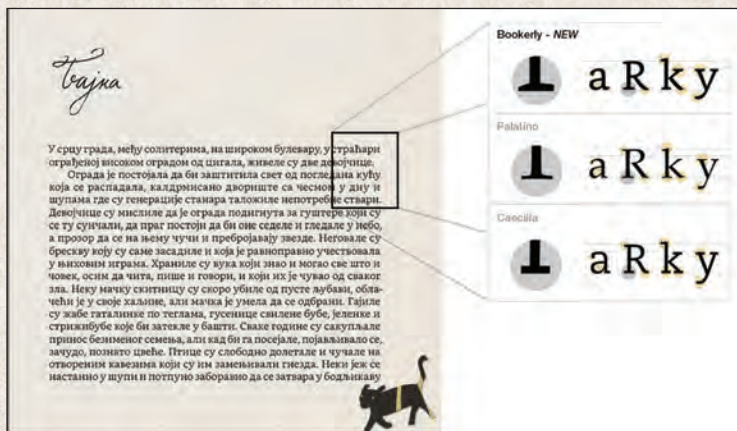 Тајна
У срцу града, међу солитерима, на широком булевару, у страћари
ограђеној високом оградом од цигала, живеле су две девојчице.
Ограда је постојала да би заштитила свет од погледа на кућу
која се распадала, калдрмисано двориште са чесмом у дну и
шупама где су генерације станара таложиле непотребне ствари.
Девојчице су мислиле да је ограда подигнута за гуштере који су
се ту сунчали, да праг постоји да би оне седеле и гледале у небо,
а прозор да се на њему чучи и пребројавају звезде. Неговале су
брескву коју су саме засадиле и која је равноправно учествовала
у њиховим играма. Храниле су вука који знао и могао све што и
човек, осим да чита, пише и говори, и који их је чувао од сваког
зла. Неку мачку скитницу су скоро убиле од пусте љубави, обла-
чећи је у своје хаљине, али мачка је умела да се одбрани. Гајиле
су жабе гаталинке по теглама, гусенице свилене бубе, јеленке и
стрижибубе које би затекле у башти. Сваке године су сакупљале
принос безименог семења, али кад би га посејале, појављивало се,
зачудо, познато цвеће. Птице су слободно долетале и чучале на
отвореним кавезима који су им замењивали гнезда. Неки јеж се
настанио у шупи и потпуно заборавио да се затвара у бодљикаву
Bookerly - NEW
a R k y
Palatino
a R k y
Caecilia
a R k y